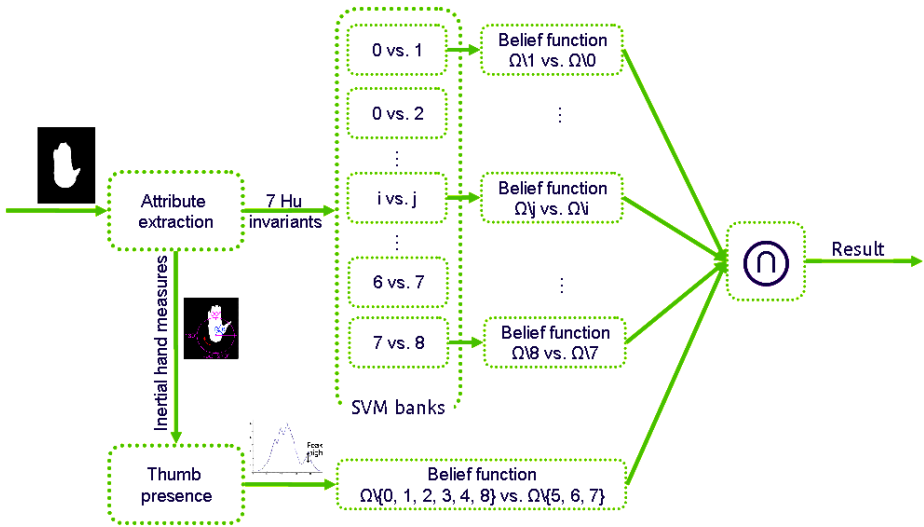 0 vs. 1
Belief function
Ω\1 vs. Ω\0
0 vs. 2
⋮
⋮
Attribute
extraction
7 Hu
invariants
i vs. j
Belief function
Ω\j vs. Ω\i
∩
Result
⋮
6 vs. 7
⋮
7 vs. 8
Belief function
Ω\8 vs. Ω\7
SVM banks
Inertial hand measures
Thumb
presence
Peak
high
Belief function
Ω\{0, 1, 2, 3, 4, 8} vs. Ω\{5, 6, 7}